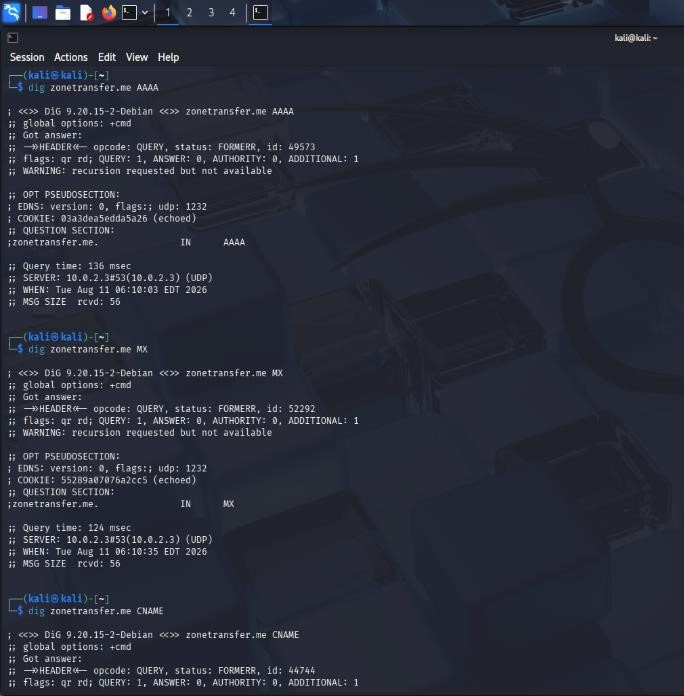 1 2 3 4
kali@kali: ~
Session Actions Edit View Help
┌──(kali㉿kali)-[~]
└─$ dig zonetransfer.me AAAA
; <<>> DiG 9.20.15-2-Debian <<>> zonetransfer.me AAAA
;; global options: +cmd
;; Got answer:
;; ->>HEADER<<- opcode: QUERY, status: FORMERR, id: 49573
;; flags: qr rd; QUERY: 1, ANSWER: 0, AUTHORITY: 0, ADDITIONAL: 1
;; WARNING: recursion requested but not available
;; OPT PSEUDOSECTION:
; EDNS: version: 0, flags:; udp: 1232
; COOKIE: 03a3dea5edda5a26 (echoed)
;; QUESTION SECTION:
;zonetransfer.me. IN AAAA
;; Query time: 136 msec
;; SERVER: 10.0.2.3#53(10.0.2.3) (UDP)
;; WHEN: Tue Aug 11 06:10:03 EDT 2026
;; MSG SIZE rcvd: 56
┌──(kali㉿kali)-[~]
└─$ dig zonetransfer.me MX
; <<>> DiG 9.20.15-2-Debian <<>> zonetransfer.me MX
;; global options: +cmd
;; Got answer:
;; ->>HEADER<<- opcode: QUERY, status: FORMERR, id: 52292
;; flags: qr rd; QUERY: 1, ANSWER: 0, AUTHORITY: 0, ADDITIONAL: 1
;; WARNING: recursion requested but not available
;; OPT PSEUDOSECTION:
; EDNS: version: 0, flags:; udp: 1232
; COOKIE: 55289a07076a2cc5 (echoed)
;; QUESTION SECTION:
;zonetransfer.me. IN MX
;; Query time: 124 msec
;; SERVER: 10.0.2.3#53(10.0.2.3) (UDP)
;; WHEN: Tue Aug 11 06:10:35 EDT 2026
;; MSG SIZE rcvd: 56
┌──(kali㉿kali)-[~]
└─$ dig zonetransfer.me CNAME
; <<>> DiG 9.20.15-2-Debian <<>> zonetransfer.me CNAME
;; global options: +cmd
;; Got answer:
;; ->>HEADER<<- opcode: QUERY, status: FORMERR, id: 44744
;; flags: qr rd; QUERY: 1, ANSWER: 0, AUTHORITY: 0, ADDITIONAL: 1